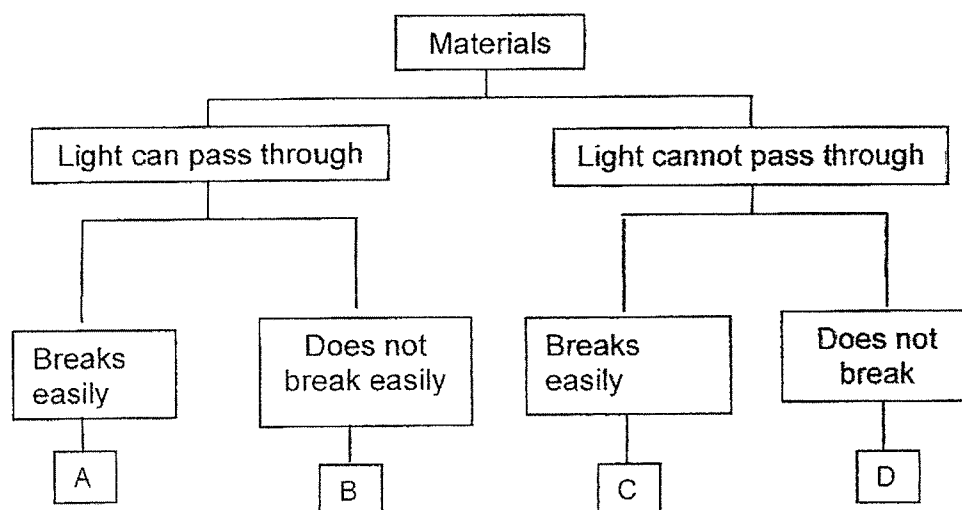 Materials
Light can pass through
Light cannot pass through
Breaks
easily
Does not
break easily
Breaks
easily
Does not
break
A
B
C
D